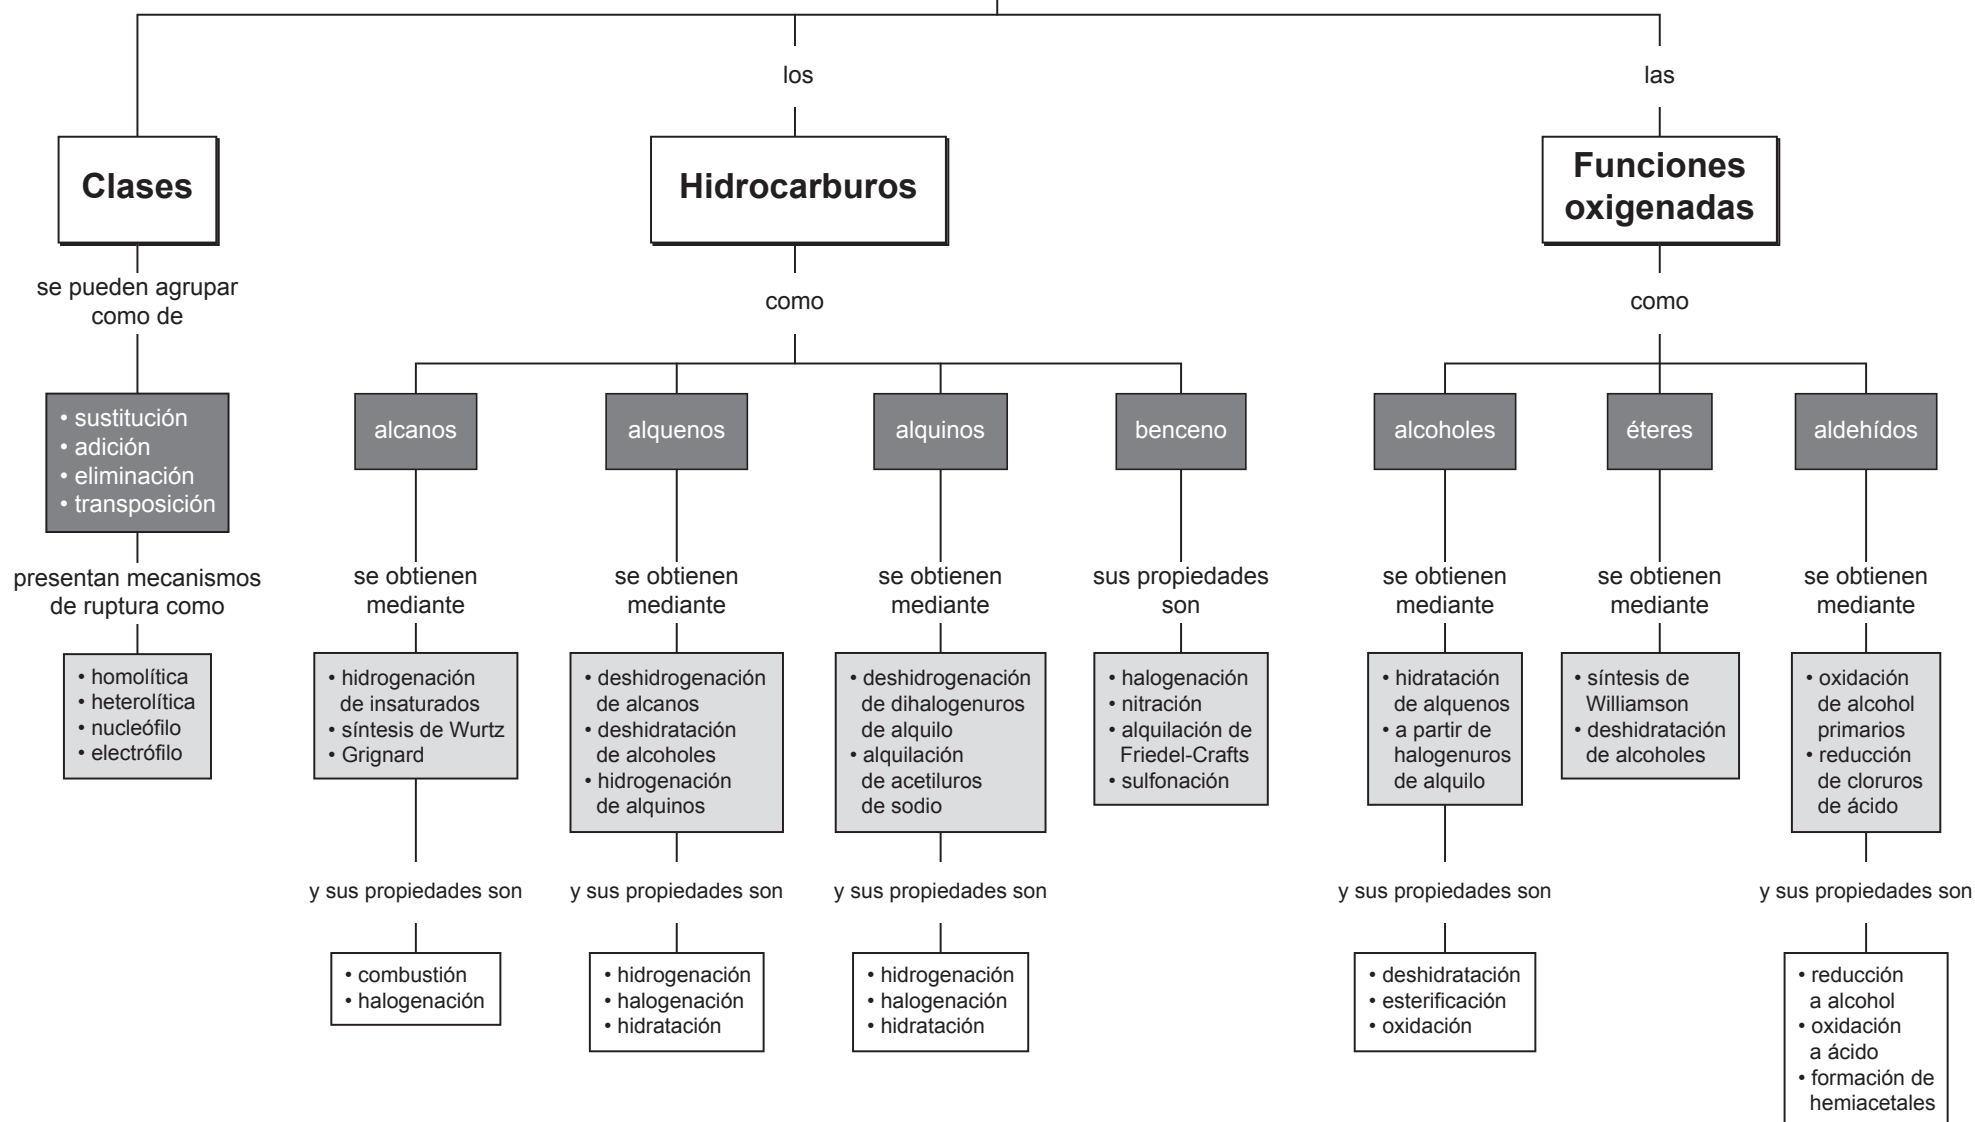 los
las
Clases
Hidrocarburos
Funciones
oxigenadas
se pueden agrupar
como de
como
como
• sustitución
• adición
• eliminación
• transposición
alcanos
alquenos
alquinos
benceno
alcoholes
éteres
aldehídos
presentan mecanismos
de ruptura como
se obtienen
mediante
se obtienen
mediante
se obtienen
mediante
sus propiedades
son
se obtienen
mediante
se obtienen
mediante
se obtienen
mediante
• homolítica
• heterolítica
• nucleófilo
• electrófilo
• hidrogenación
de insaturados
• síntesis de Wurtz
• Grignard
• deshidrogenación
de alcanos
• deshidratación
de alcoholes
• hidrogenación
de alquinos
• deshidrogenación
de dihalogenuros
de alquilo
• alquilación
de acetiluros
de sodio
• halogenación
• nitración
• alquilación de
Friedel-Crafts
• sulfonación
• hidratación
de alquenos
• a partir de
halogenuros
de alquilo
• síntesis de
Williamson
• deshidratación
de alcoholes
• oxidación
de alcohol
primarios
• reducción
de cloruros
de ácido
y sus propiedades son
y sus propiedades son
y sus propiedades son
y sus propiedades son
y sus propiedades son
• combustión
• halogenación
• hidrogenación
• halogenación
• hidratación
• hidrogenación
• halogenación
• hidratación
• deshidratación
• esterificación
• oxidación
• reducción
a alcohol
• oxidación
a ácido
• formación de
hemiacetales